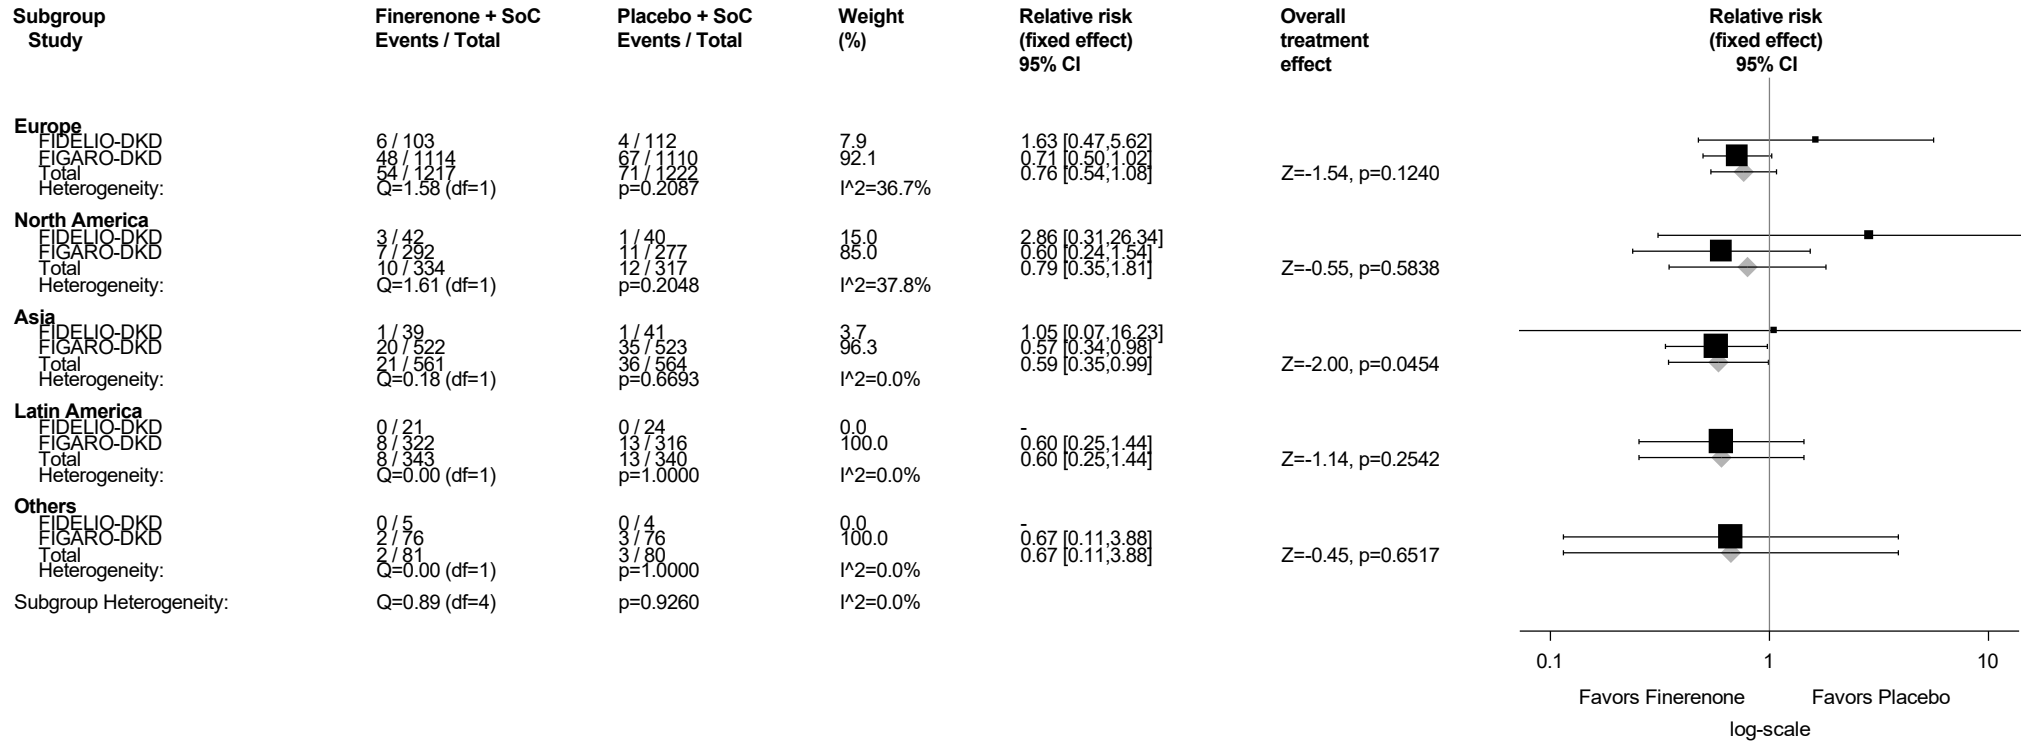 Subgroup Finerenone + SoC Placebo + SoC Weight Relative risk Overall Relative risk
Study Events / Total Events / Total (%) (fixed effect) treatment (fixed effect)
95% CI effect 95% CI
Europe
FIDELIO-DKD 6 / 103 4 / 112 7.9 1.63 [0.47,5.62]
FIGARO-DKD 48 / 1114 67 / 1110 92.1 0.71 [0.50,1.02]
Total 54 / 1217 71 / 1222 0.76 [0.54,1.08] Z=-1.54, p=0.1240
Heterogeneity: Q=1.58 (df=1) p=0.2087 I^2=36.7%
North America
FIDELIO-DKD 3 / 42 1 / 40 15.0 2.86 [0.31,26.34]
FIGARO-DKD 7 / 292 11 / 277 85.0 0.60 [0.24,1.54]
Total 10 / 334 12 / 317 0.79 [0.35,1.81] Z=-0.55, p=0.5838
Heterogeneity: Q=1.61 (df=1) p=0.2048 I^2=37.8%
Asia
FIDELIO-DKD 1 / 39 1 / 41 3.7 1.05 [0.07,16.23]
FIGARO-DKD 20 / 522 35 / 523 96.3 0.57 [0.34,0.98]
Total 21 / 561 36 / 564 0.59 [0.35,0.99] Z=-2.00, p=0.0454
Heterogeneity: Q=0.18 (df=1) p=0.6693 I^2=0.0%
Latin America
FIDELIO-DKD 0 / 21 0 / 24 0.0 -
FIGARO-DKD 8 / 322 13 / 316 100.0 0.60 [0.25,1.44]
Total 8 / 343 13 / 340 0.60 [0.25,1.44] Z=-1.14, p=0.2542
Heterogeneity: Q=0.00 (df=1) p=1.0000 I^2=0.0%
Others
FIDELIO-DKD 0 / 5 0 / 4 0.0 -
FIGARO-DKD 2 / 76 3 / 76 100.0 0.67 [0.11,3.88]
Total 2 / 81 3 / 80 0.67 [0.11,3.88] Z=-0.45, p=0.6517
Heterogeneity: Q=0.00 (df=1) p=1.0000 I^2=0.0%
Subgroup Heterogeneity: Q=0.89 (df=4) p=0.9260 I^2=0.0%
0.1 1 10
Favors Finerenone Favors Placebo
log-scale